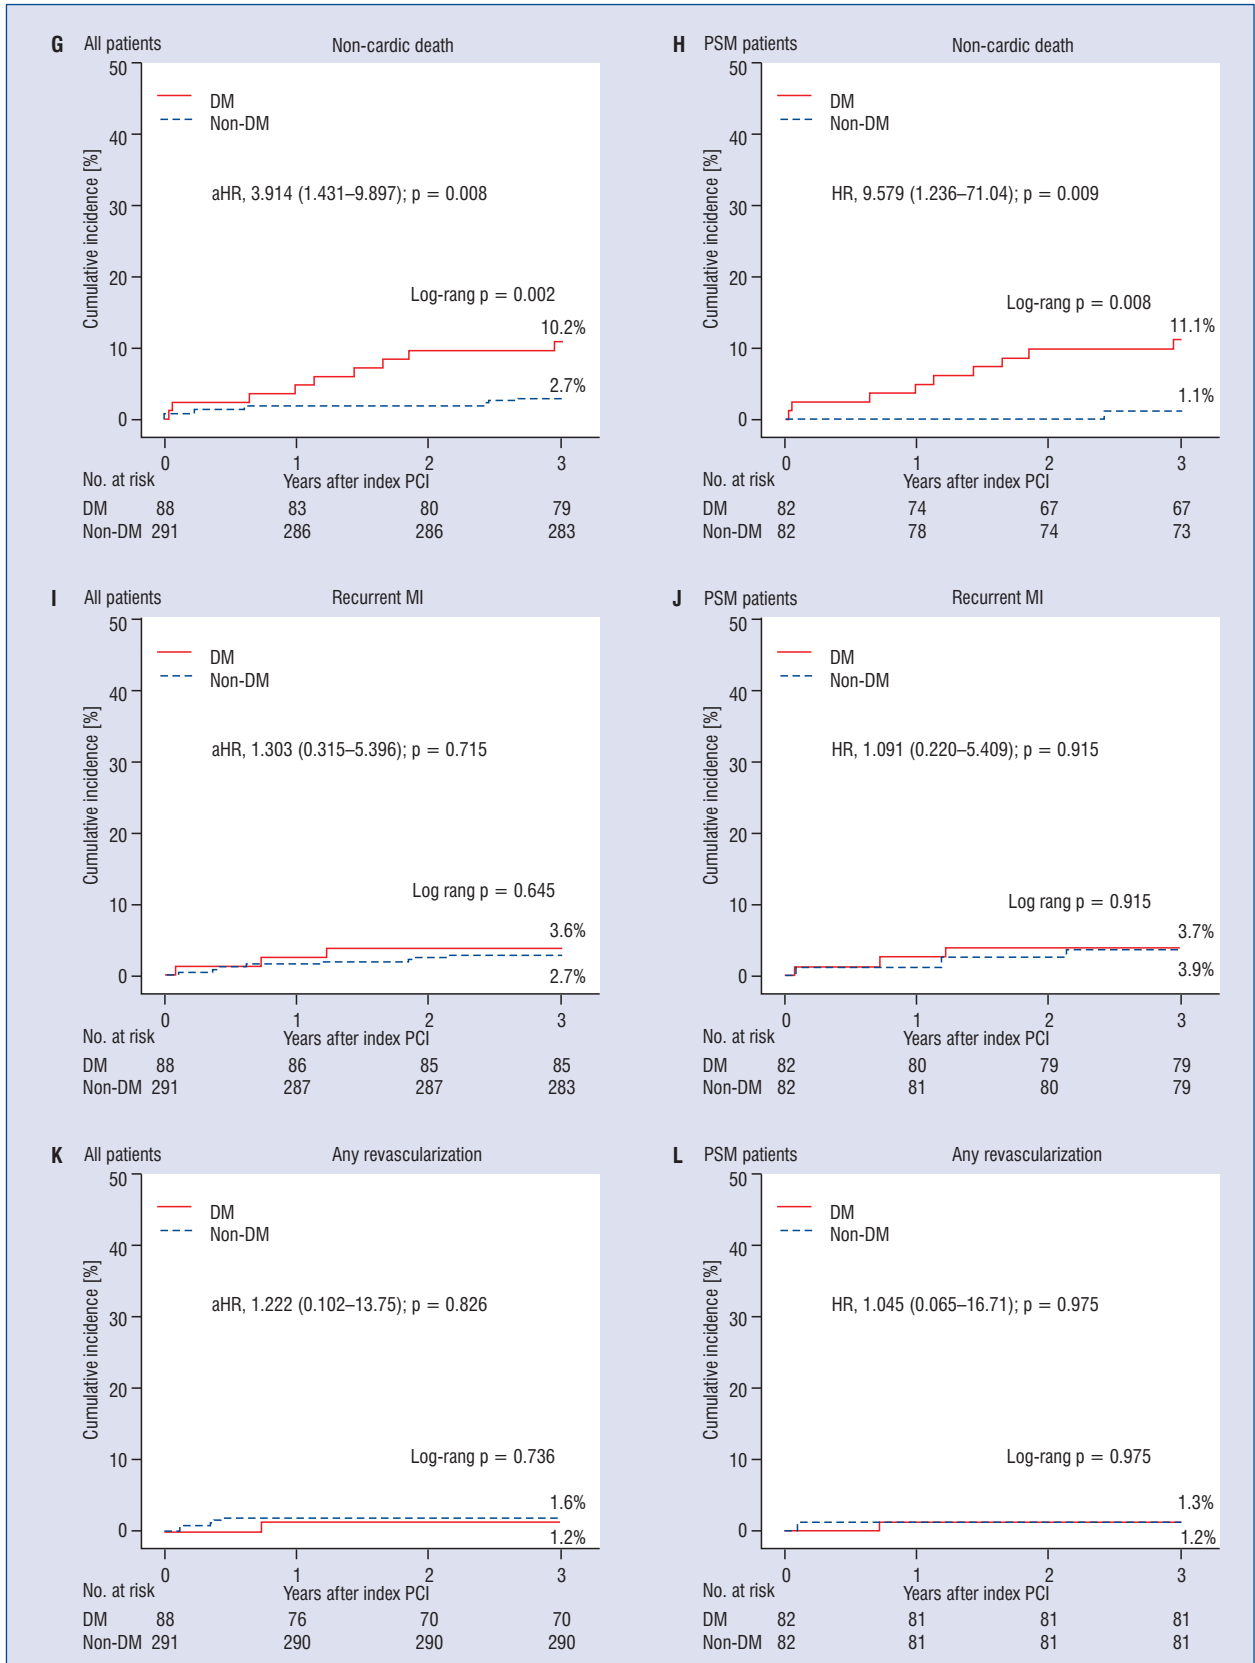 G All patients Non-cardic death
50
DM
Non-DM
40
aHR, 3.914 (1.431–9.897); p = 0.008
30
Cumulative incidence [%]
20
Log-rang p = 0.002
10.2%
10
2.7%
0
0 1 2 3
No. at risk Years after index PCI
DM 88 83 80 79
Non-DM 291 286 286 283
H PSM patients Non-cardic death
50
DM
Non-DM
40
HR, 9.579 (1.236–71.04); p = 0.009
30
Cumulative incidence [%]
20
Log-rang p = 0.008
11.1%
10
1.1%
0
0 1 2 3
No. at risk Years after index PCI
DM 82 74 67 67
Non-DM 82 78 74 73
I All patients Recurrent MI
50
DM
Non-DM
40
aHR, 1.303 (0.315–5.396); p = 0.715
30
Cumulative incidence [%]
20
Log rang p = 0.645
10
3.6%
0
2.7%
0 1 2 3
No. at risk Years after index PCI
DM 88 86 85 85
Non-DM 291 287 287 283
J PSM patients Recurrent MI
50
DM
Non-DM
40
HR, 1.091 (0.220–5.409); p = 0.915
30
Cumulative incidence [%]
20
Log rang p = 0.915
10
3.7%
0
3.9%
0 1 2 3
No. at risk Years after index PCI
DM 82 80 79 79
Non-DM 82 81 80 79
K All patients Any revascularization
50
DM
Non-DM
40
aHR, 1.222 (0.102–13.75); p = 0.826
30
Cumulative incidence [%]
20
Log-rang p = 0.736
10
1.6%
0
1.2%
0 1 2 3
No. at risk Years after index PCI
DM 88 76 70 70
Non-DM 291 290 290 290
L PSM patients Any revascularization
50
DM
Non-DM
40
HR, 1.045 (0.065–16.71); p = 0.975
30
Cumulative incidence [%]
20
Log-rang p = 0.975
10
1.3%
0
1.2%
0 1 2 3
No. at risk Years after index PCI
DM 82 81 81 81
Non-DM 82 81 81 81